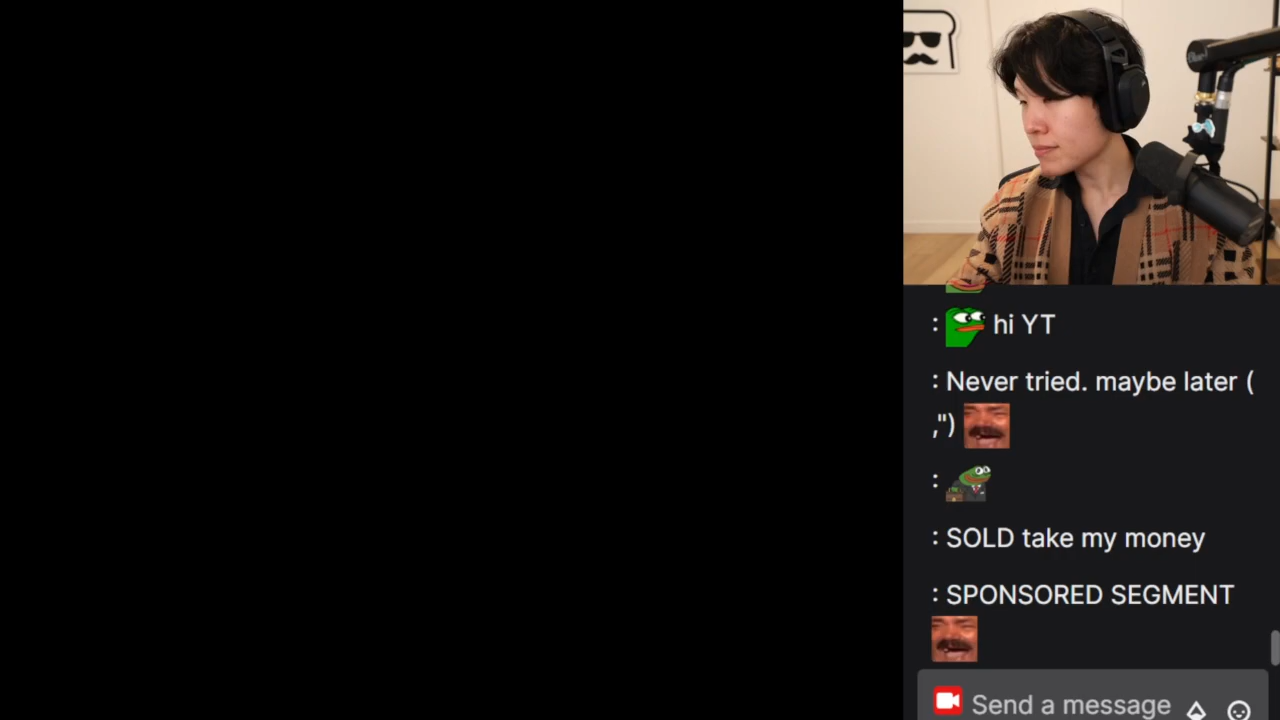 : hi YT
: Never tried. maybe later (
,")
:
: SOLD take my money
: SPONSORED SEGMENT
Send a message